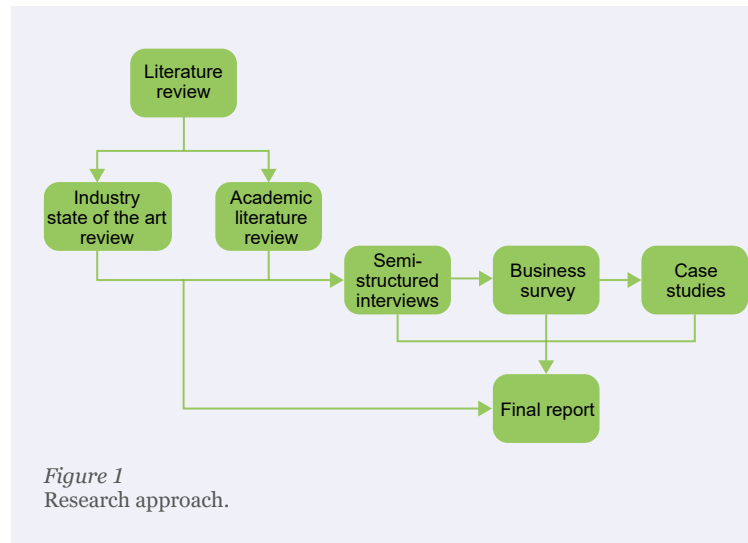 Literature
review
Industry
state of the art
review
Academic
literature
review
Semi-
structured
interviews
Business
survey
Case
studies
Final report
Figure 1
Research approach.